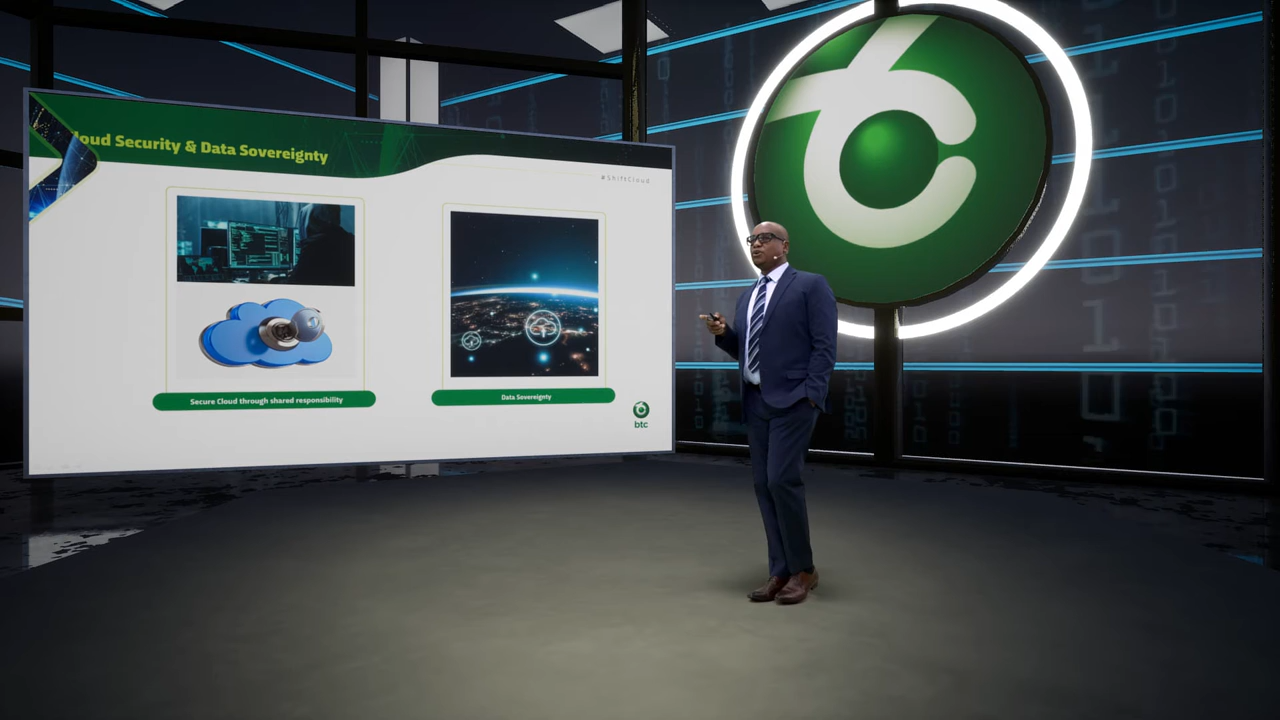 loud Security & Data Sovereignty
#ShiftCloud
Secure Cloud through shared responsibility
Data Sovereignty
btc